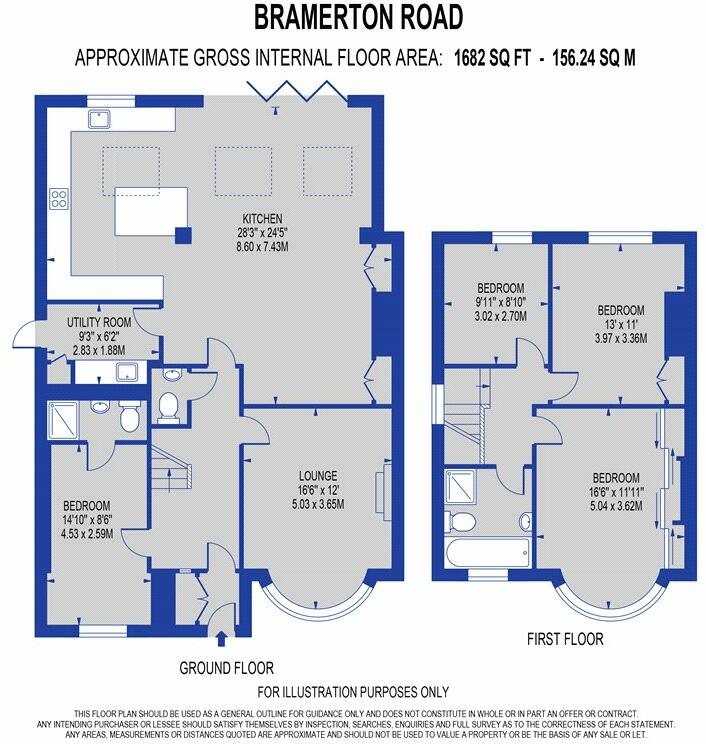 BRAMERTON ROAD
APPROXIMATE GROSS INTERNAL FLOOR AREA: 1682 SQ FT - 156.24 SQ M
KITCHEN
28'3" x 24'5"
8.60 x 7.43M
UTILITY ROOM
9'3" x 6'2"
2.83 x 1.88M
BEDROOM
14'10" x 8'6"
4.53 x 2.59M
LOUNGE
16'6" x 12'
5.03 x 3.65M
GROUND FLOOR
BEDROOM
9'11" x 8'10"
3.02 x 2.70M
BEDROOM
13' x 11'
3.97 x 3.36M
BEDROOM
16'6" x 11'11"
5.04 x 3.62M
FIRST FLOOR
FOR ILLUSTRATION PURPOSES ONLY
THIS FLOOR PLAN SHOULD BE USED AS A GENERAL OUTLINE FOR GUIDANCE ONLY AND DOES NOT CONSTITUTE IN WHOLE OR IN PART AN OFFER OR CONTRACT.
ANY INTENDING PURCHASER OR LESSEE SHOULD SATISFY THEMSELVES BY INSPECTION, SEARCHES, ENQUIRIES AND FULL SURVEY AS TO THE CORRECTNESS OF EACH STATEMENT.
ANY AREAS, MEASUREMENTS OR DISTANCES QUOTED ARE APPROXIMATE AND SHOULD NOT BE USED TO VALUE A PROPERTY OR BE THE BASIS OF ANY SALE OR LET.